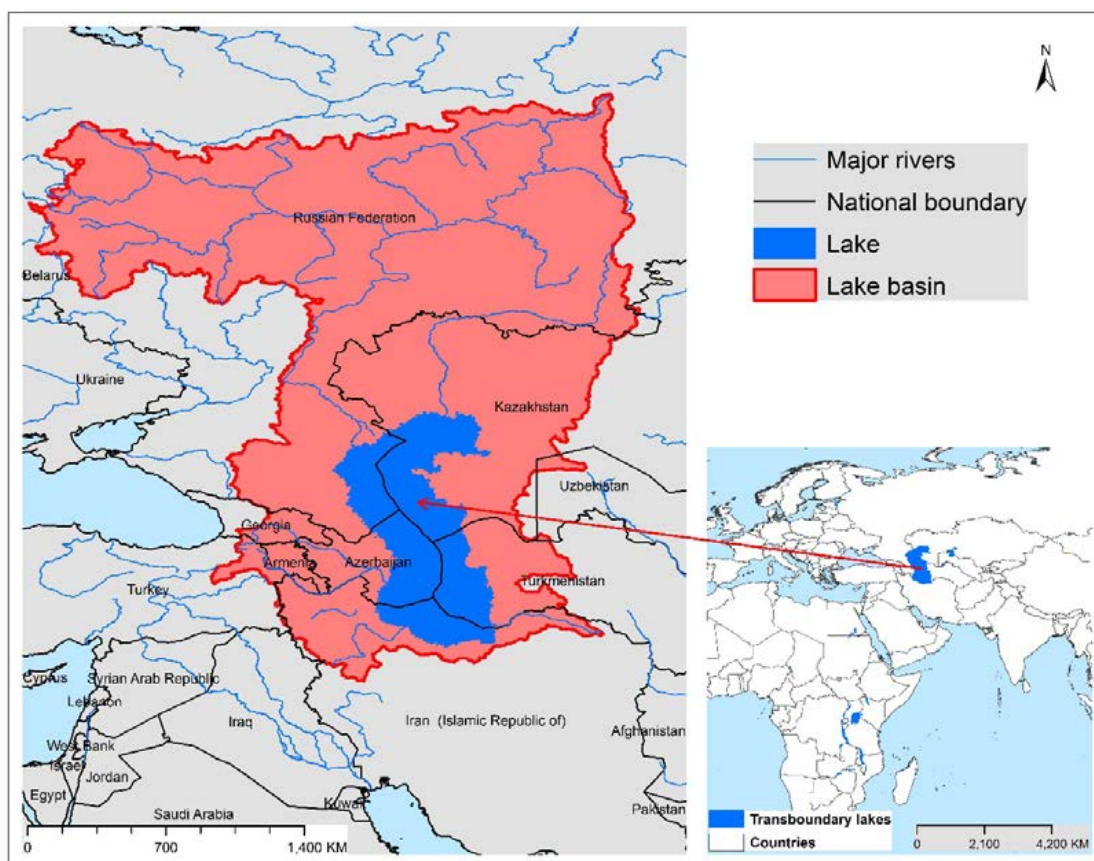 N
Major rivers
National boundary
Lake
Lake basin
Russian Federation
Belarus
Ukraine
Kazakhstan
Uzbekistan
Georgia
Armenia
Azerbaijan
Turkmenistan
Turkey
Cyprus
Syrian Arab Republic
Lebanon
Iraq
Iran (Islamic Republic of)
Afghanistan
West Bank
Israel
Jordan
Kuwait
Egypt
Saudi Arabia
Pakistan
0 700 1,400 KM
Transboundary lakes
Countries
0 2,100 4,200 KM